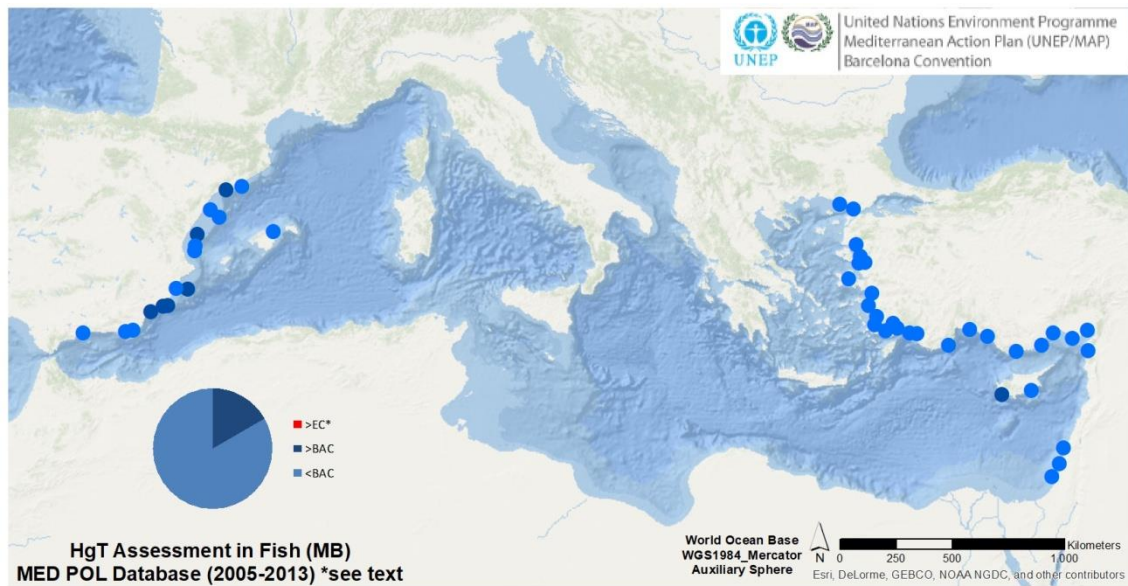 UNEP
MAP
United Nations Environment Programme
Mediterranean Action Plan (UNEP/MAP)
Barcelona Convention
>EC*
>BAC
<BAC
HgT Assessment in Fish (MB)
MED POL Database (2005-2013) *see text
World Ocean Base
WGS1984_Mercator
Auxiliary Sphere
N
Kilometers
0 250 500 1.000
Esri, DeLorme, GEBCO, NOAA NGDC, and other contributors